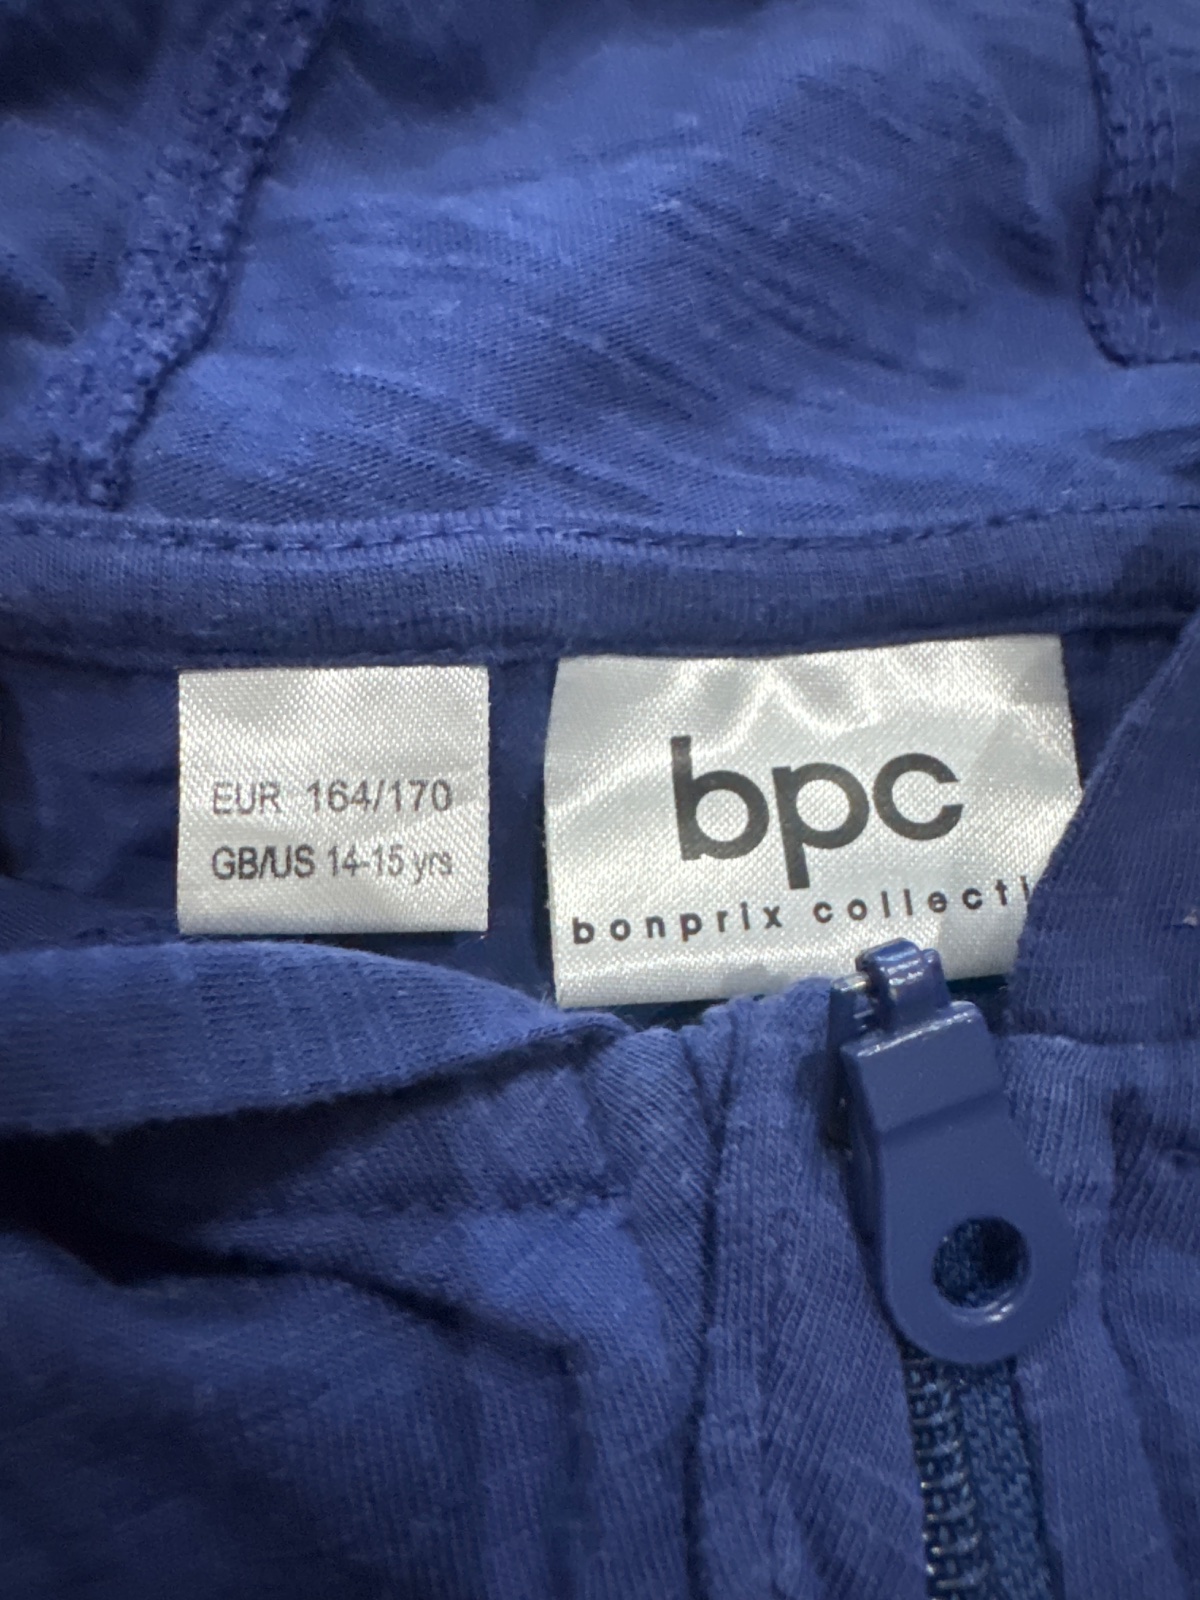 EUR 164/170
GB/US 14-15 yrs
bpc
bonprix collecti